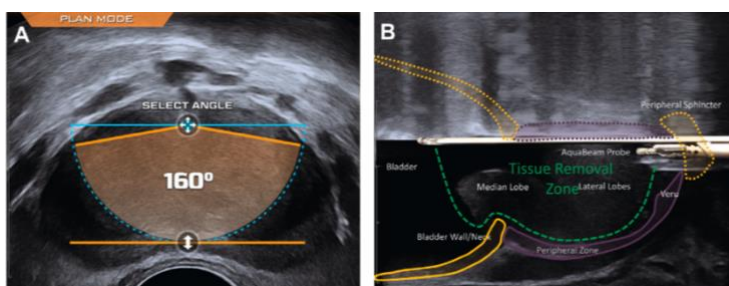 PLAN MODE
A
SELECT ANGLE
160º
B
Peripheral Sphincter
AquaBeam Probe
Bladder
Tissue Removal
Zone
Median Lobe
Lateral Lobes
Veru
Bladder Wall/Neck
Peripheral Zone